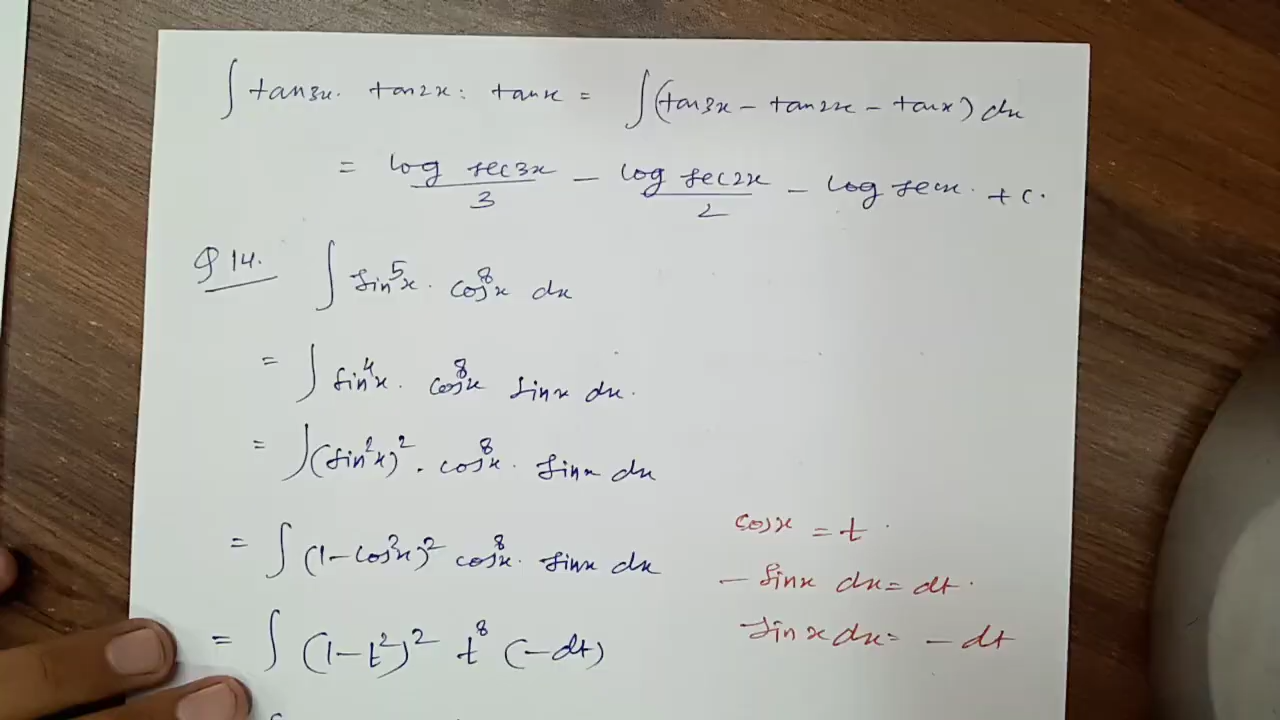 ∫ tan3x · tan2x · tanx = ∫(tan3x − tan2x − tanx) dx
= log sec3x / 3 − log sec2x / 2 − log secx + c.
Q 14. ∫ sin⁵x · cos⁸x dx
= ∫ sin⁴x · cos⁸x sinx dx.
= ∫(sin²x)² · cos⁸x · sinx dx
cosx = t
= ∫ (1−cos²x)² cos⁸x · sinx dx
− sinx dx = dt
= ∫ (1−t²)² t⁸ (−dt)
sinx dx = − dt